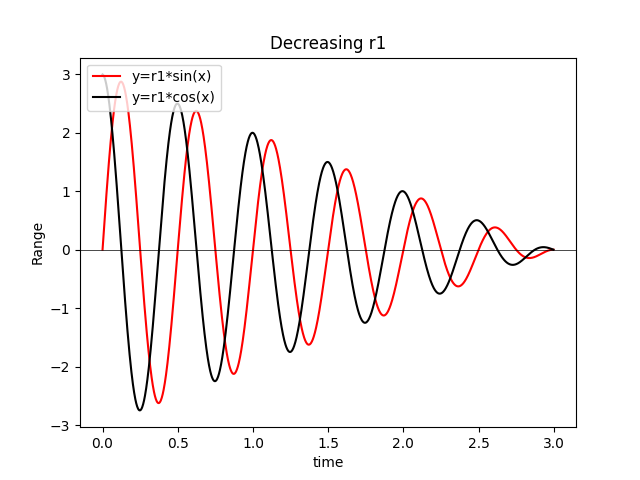 Decreasing r1
y=r1*sin(x)
y=r1*cos(x)
Range
3
2
1
0
−1
−2
−3
0.0 0.5 1.0 1.5 2.0 2.5 3.0
time